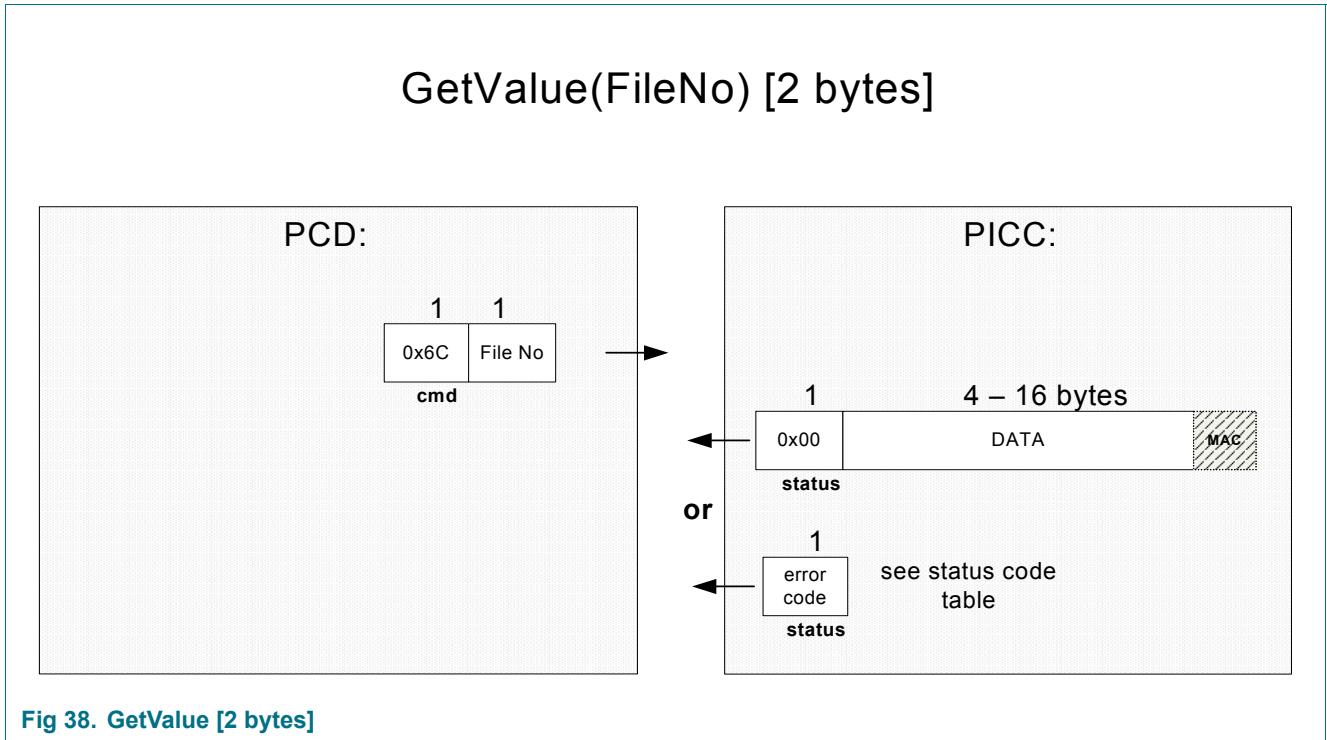 GetValue(FileNo) [2 bytes]
PCD:
1 1
0x6C File No
cmd
PICC:
1 4 – 16 bytes
0x00 DATA MAC
status
or
1
error
code
see status code
table
status
Fig 38. GetValue [2 bytes]